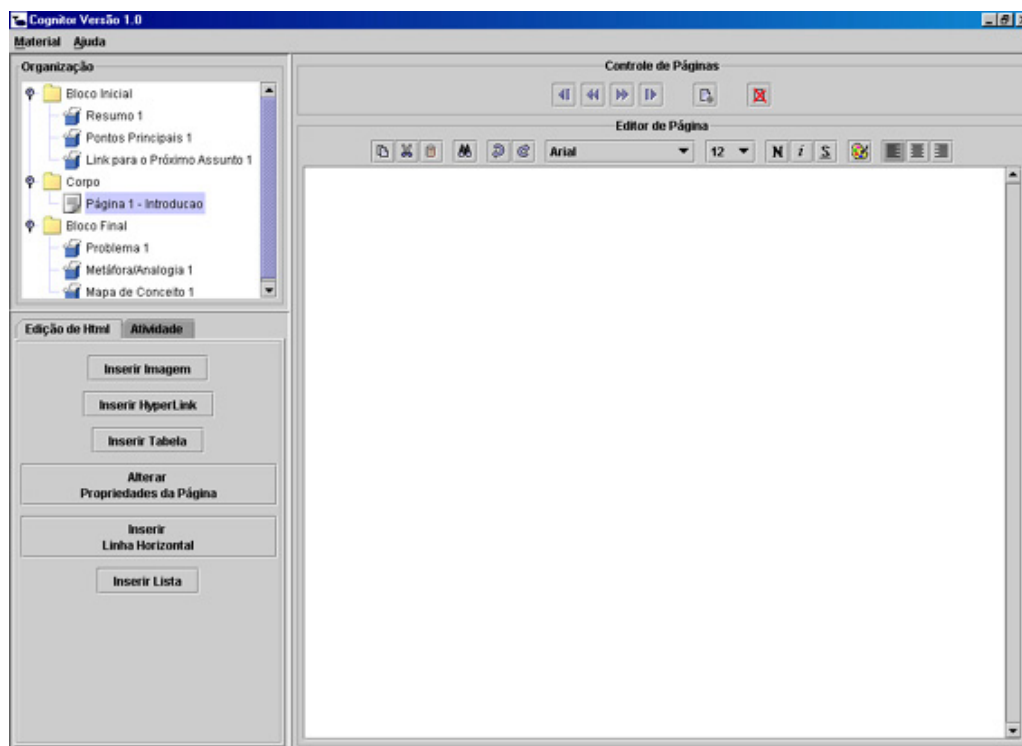 Cognitor Versão 1.0
Material Ajuda
Organização
Bloco Inicial
Resumo 1
Pontos Principais 1
Link para o Próximo Assunto 1
Corpo
Página 1 - Introducao
Bloco Final
Problema 1
Metáfora/Analogia 1
Mapa de Conceito 1
Edição de Html Atividade
Inserir Imagem
Inserir HyperLink
Inserir Tabela
Alterar
Propriedades da Página
Inserir
Linha Horizontal
Inserir Lista
Controle de Páginas
Editor de Página
Arial 12 N i S